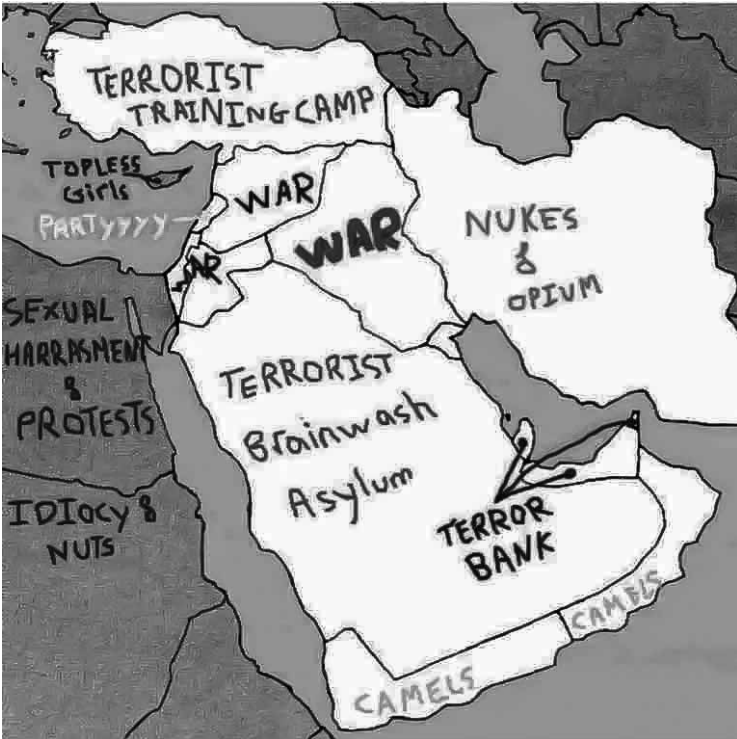 TERRORIST
TRAINING CAMP
TOPLESS
Girls
PARTyyyy
WAR
WAR
WAR
NUKES
&
OPIUM
SEXUAL
HARRASMENT
&
PROTESTS
TERRORIST
Brainwash
Asylum
IDIOCY &
NUTS
TERROR
BANK
CAMELS
CAMELS